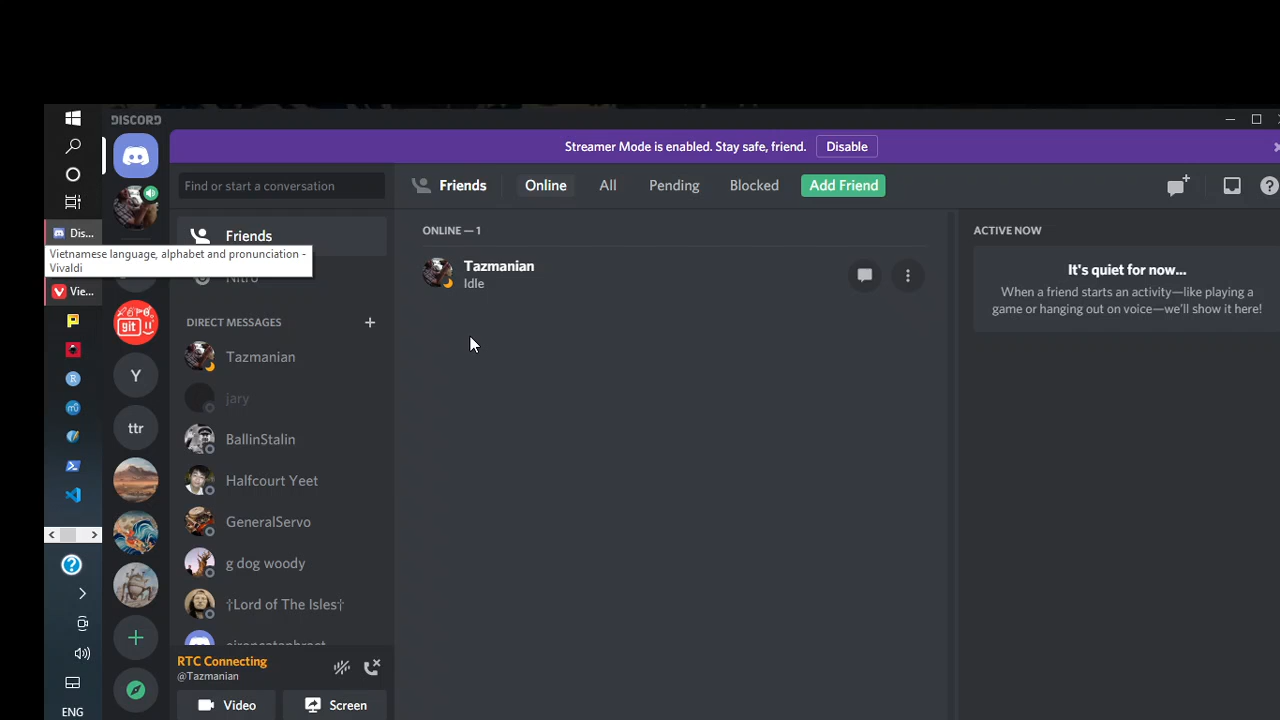 DISCORD
Streamer Mode is enabled. Stay safe, friend.
Disable
Find or start a conversation
Friends
Online
All
Pending
Blocked
Add Friend
Dis...
Friends
Vietnamese language, alphabet and pronunciation -
Vivaldi
Nitro
Vie...
ONLINE — 1
Tazmanian
Idle
ACTIVE NOW
It's quiet for now...
When a friend starts an activity—like playing a
game or hanging out on voice—we'll show it here!
DIRECT MESSAGES
git
Y
ttr
Tazmanian
jary
BallinStalin
Halfcourt Yeet
GeneralServo
g dog woody
†Lord of The Isles†
RTC Connecting
@Tazmanian
Video
Screen
ENG